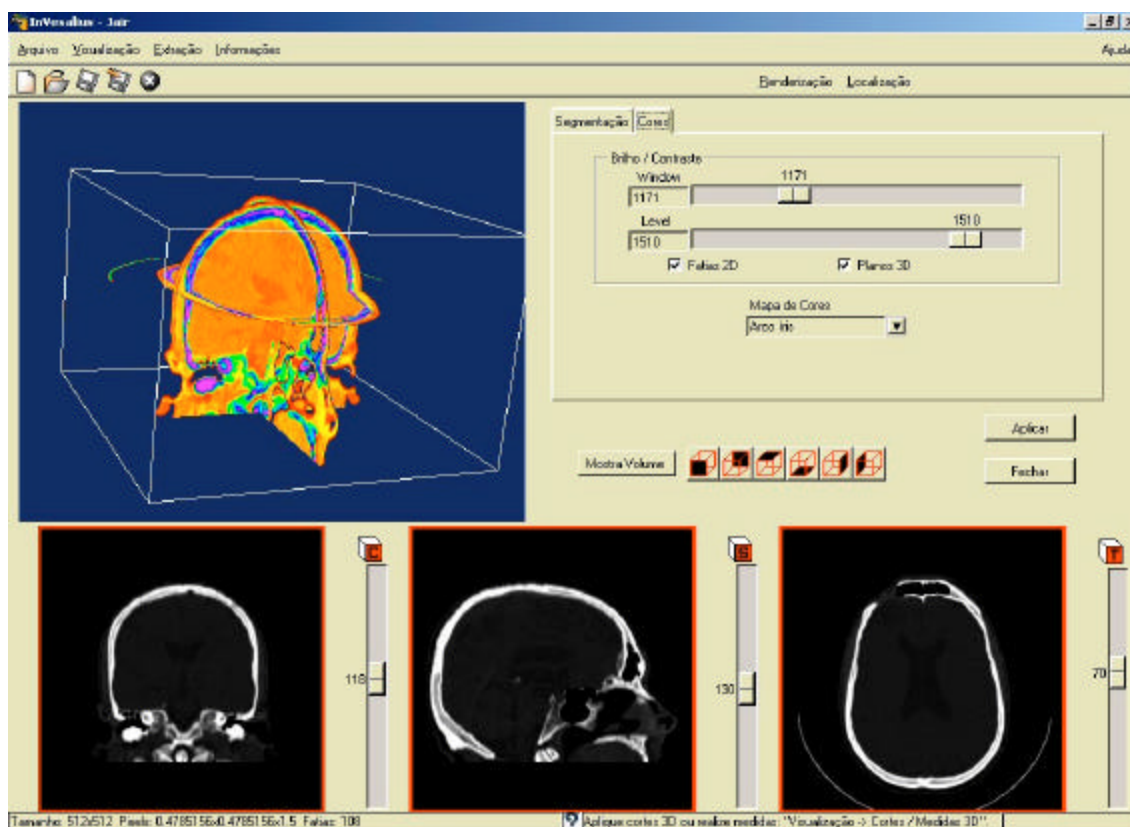 InVesalius - Jair
Arquivo Visualização Extração Informações Ajuda
Renderização Localização
Segmentação Cores
Brilho / Contraste
Window 1171
1171
Level 1510
1510
Fatias 2D Planos 3D
Mapa de Cores
Arco íris
Aplicar
Mostra Volume
Fechar
C
S
T
118
130
70
Tamanho: 512x512 Pixels: 0.4785156x0.4785156x1.5 Fatias: 108
Aplique cortes 3D ou realize medidas: "Visualização -> Cortes / Medidas 3D".